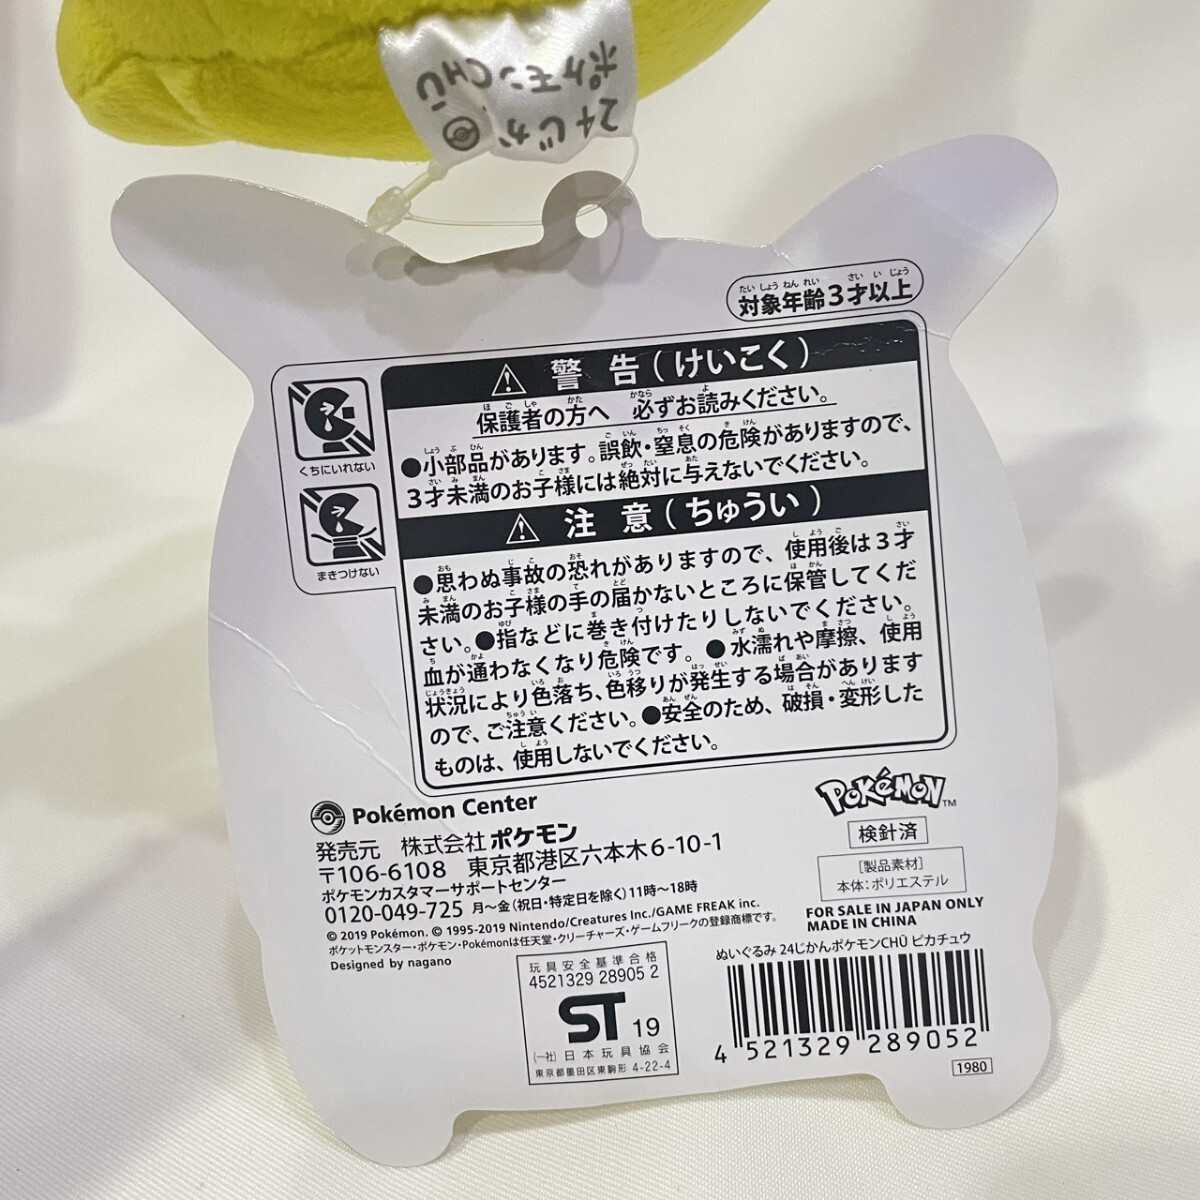 24じかん
ポケモンCHŪ
対象年齢3才以上
たいしょうねんれい さいいじょう
くちにいれない
まきつけない
⚠ 警告(けいこく)
保護者の方へ 必ずお読みください。
●小部品があります。誤飲・窒息の危険がありますので、
3才未満のお子様には絶対に与えないでください。
⚠ 注意(ちゅうい)
●思わぬ事故の恐れがありますので、使用後は3才
未満のお子様の手の届かないところに保管してくだ
さい。●指などに巻き付けたりしないでください。
血が通わなくなり危険です。●水濡れや摩擦、使用
状況により色落ち、色移りが発生する場合があります
ので、ご注意ください。●安全のため、破損・変形した
ものは、使用しないでください。
Pokémon Center
発売元 株式会社ポケモン
〒106-6108 東京都港区六本木6-10-1
ポケモンカスタマーサポートセンター
0120-049-725 月~金(祝日・特定日を除く)11時~18時
© 2019 Pokémon. © 1995-2019 Nintendo/Creatures Inc./GAME FREAK inc.
ポケットモンスター・ポケモン・Pokémonは任天堂・クリーチャーズ・ゲームフリークの登録商標です。
Designed by nagano
POKéMON™
検針済
[製品素材]
本体:ポリエステル
FOR SALE IN JAPAN ONLY
MADE IN CHINA
玩具安全基準合格
4521329 28905 2
ST 19
(一社)日本玩具協会
東京都墨田区東駒形 4-22-4
ぬいぐるみ 24じかんポケモンCHŪ ピカチュウ
4 521329 289052
1980